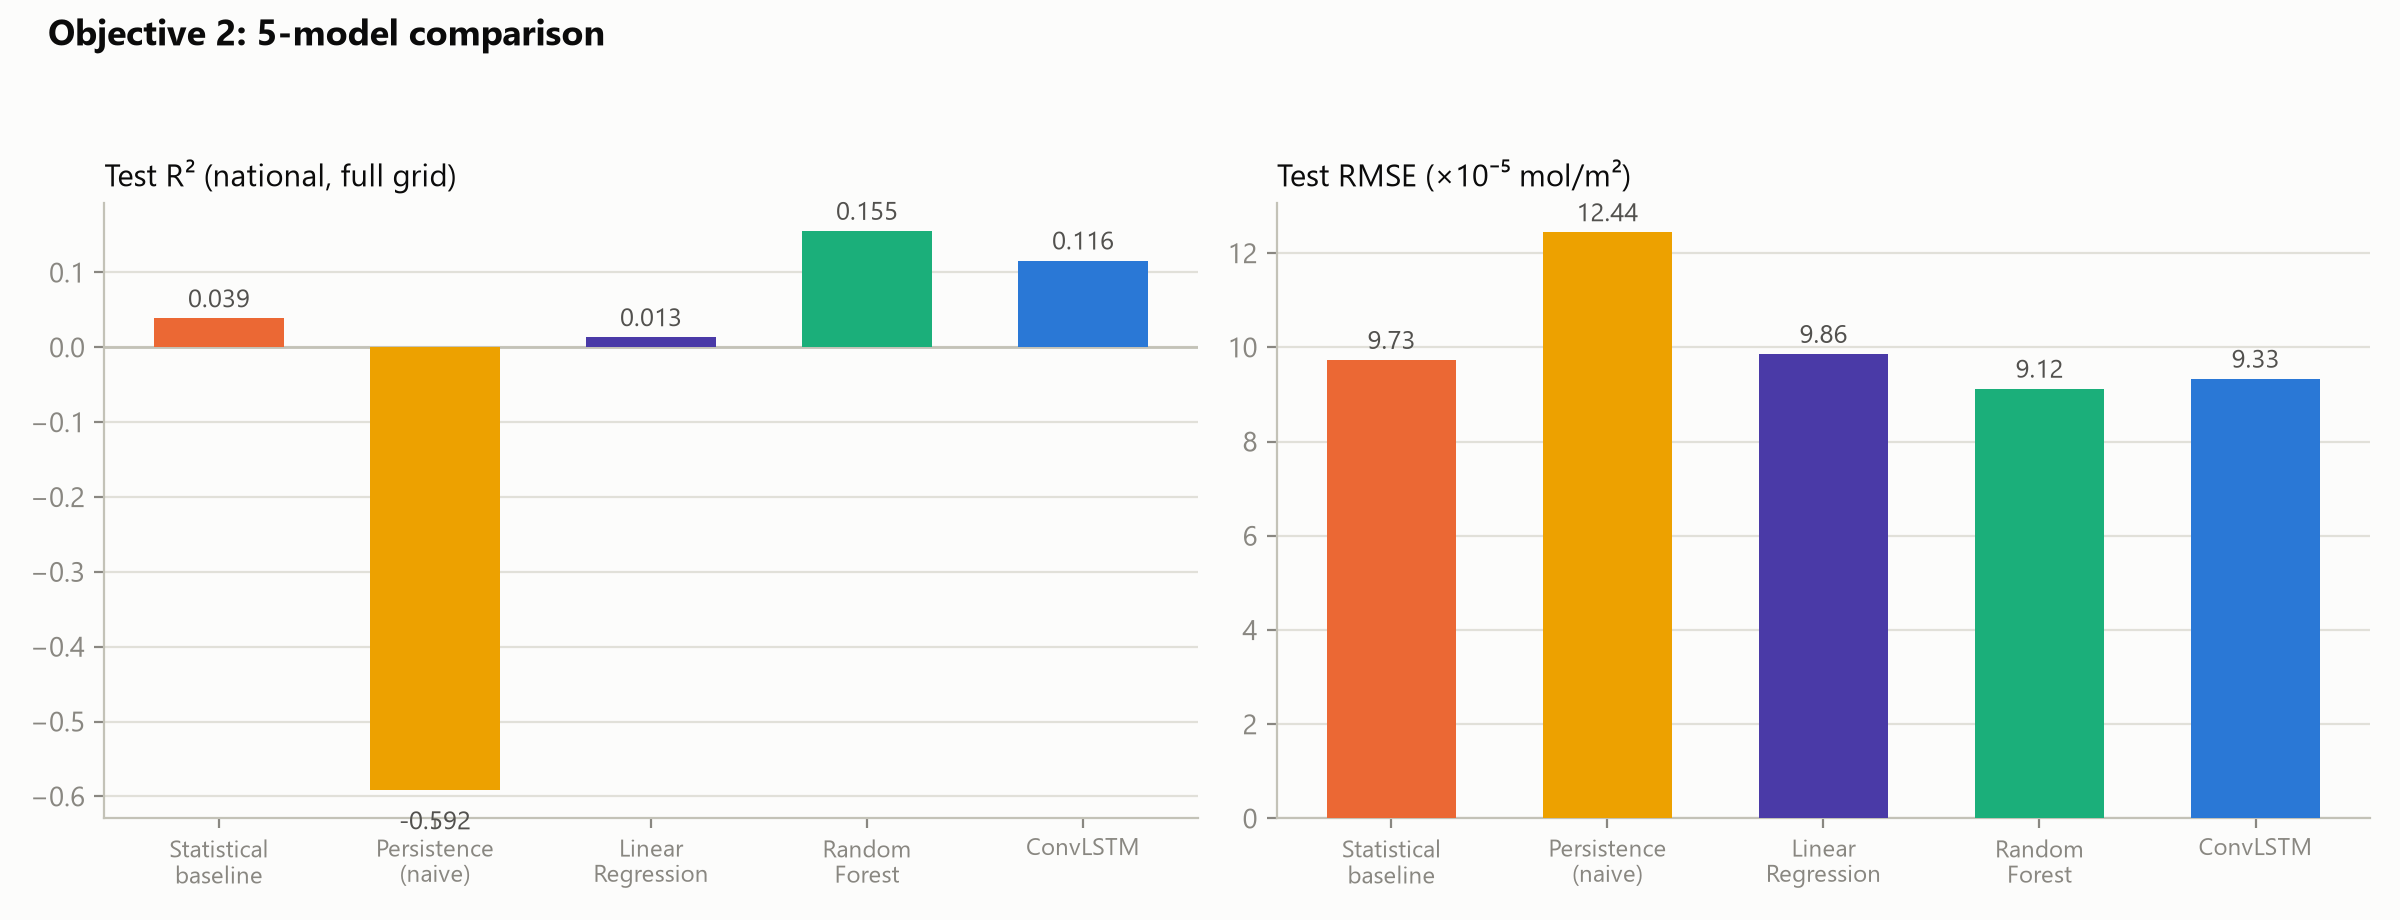 Objective 2: 5-model comparison
Test R² (national, full grid)
0.1
0.0
−0.1
−0.2
−0.3
−0.4
−0.5
−0.6
0.039
-0.592
0.013
0.155
0.116
Statistical
baseline
Persistence
(naive)
Linear
Regression
Random
Forest
ConvLSTM
Test RMSE (×10⁻⁵ mol/m²)
12
10
8
6
4
2
0
9.73
12.44
9.86
9.12
9.33
Statistical
baseline
Persistence
(naive)
Linear
Regression
Random
Forest
ConvLSTM